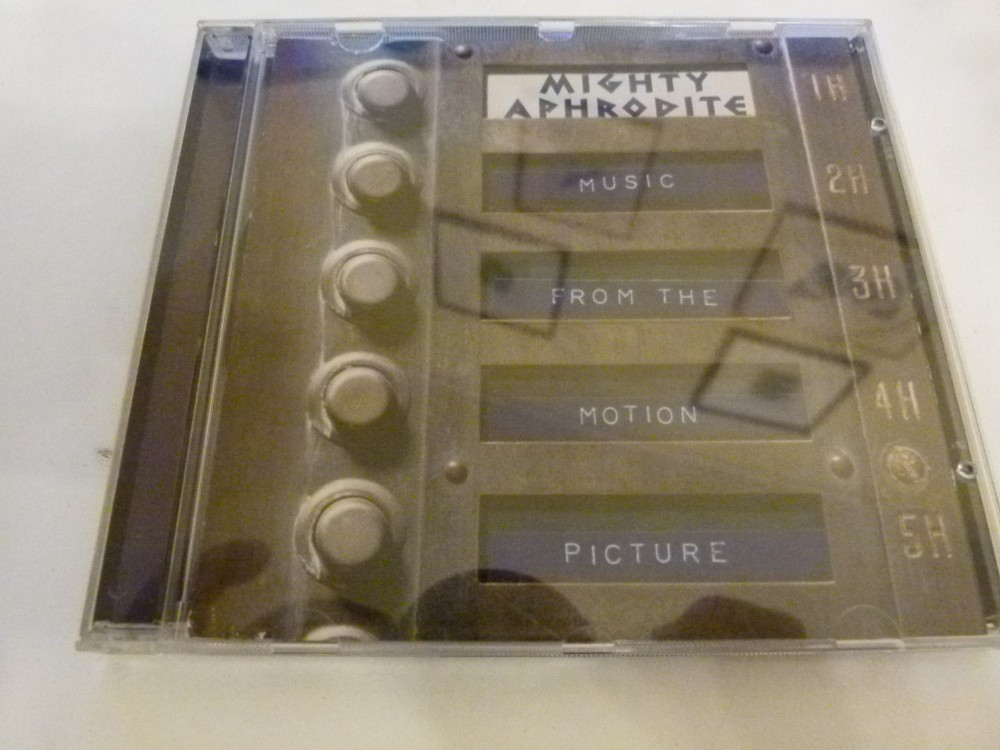 MIGHTY
APHRODITE
1H
MUSIC
2H
FROM THE
3H
MOTION
4H
PICTURE
5H